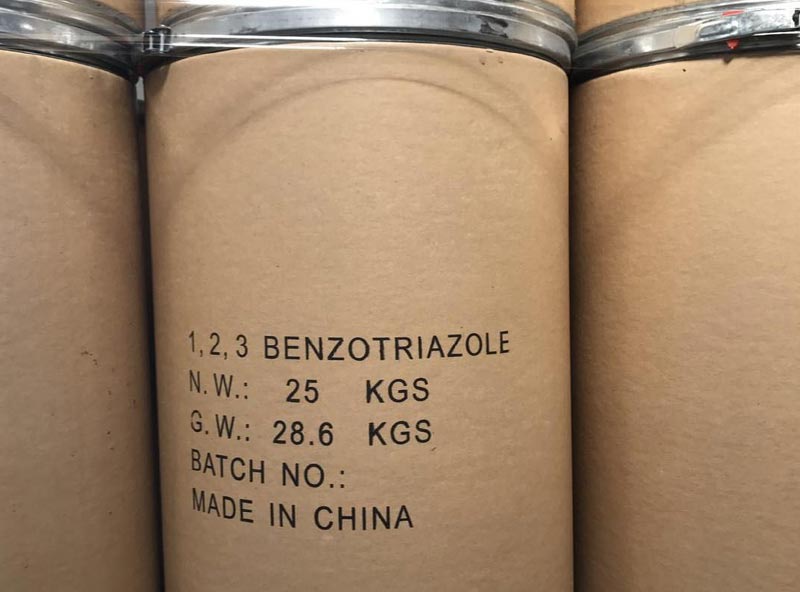 1,2,3 BENZOTRIAZOLE
N.W.: 25 KGS
G.W.: 28.6 KGS
BATCH NO.:
MADE IN CHINA